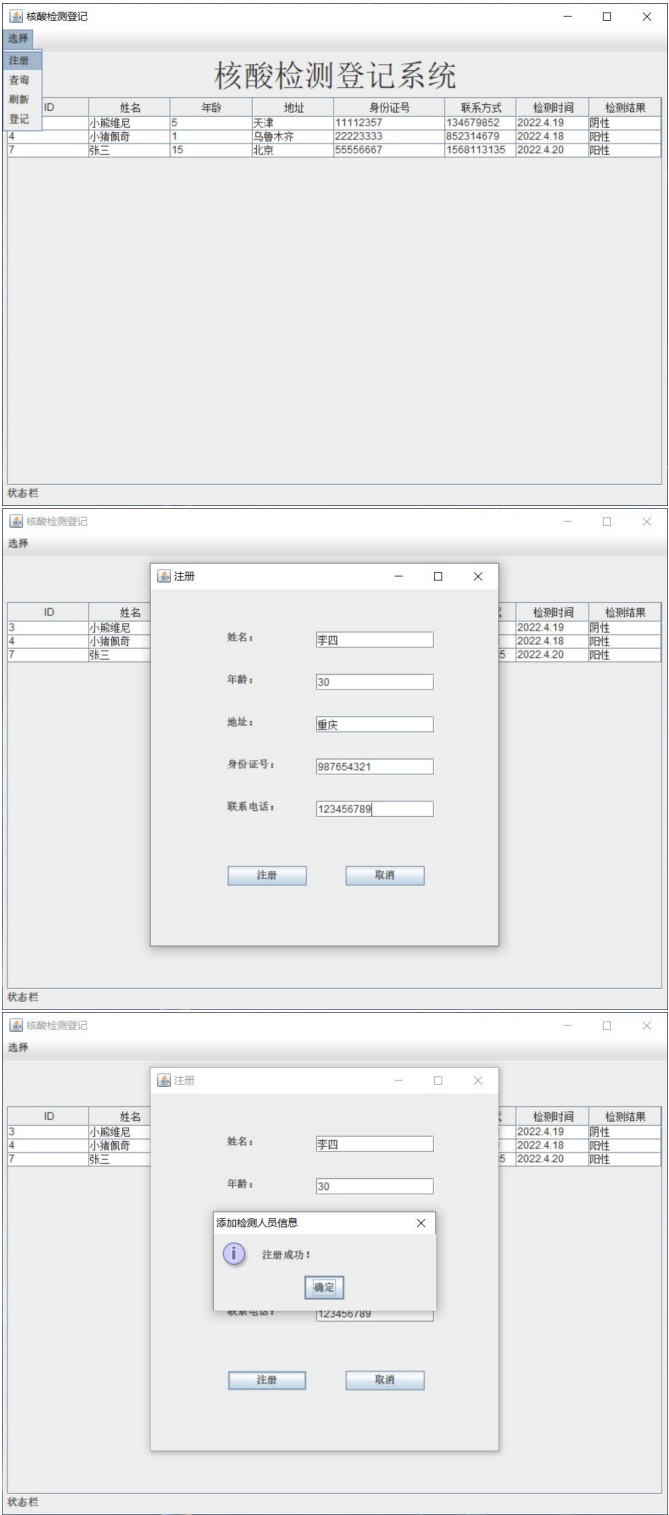 核酸检测登记
选择
注册
查询
刷新
登记
核酸检测登记系统
ID 姓名 年龄 地址 身份证号 联系方式 检测时间 检测结果
小熊维尼 5 天津 11112357 134679852 2022.4.19 阴性
4 小猪佩奇 1 乌鲁木齐 22223333 852314679 2022.4.18 阳性
7 张三 15 北京 55556667 1568113135 2022.4.20 阳性
状态栏
核酸检测登记
选择
注册
ID 姓名 检测时间 检测结果
3 小熊维尼 2022.4.19 阴性
4 小猪佩奇 2022.4.18 阳性
7 张三 5 2022.4.20 阳性
姓名： 李四
年龄： 30
地址： 重庆
身份证号： 987654321
联系电话： 123456789
注册 取消
状态栏
核酸检测登记
选择
注册
ID 姓名 检测时间 检测结果
3 小熊维尼 2022.4.19 阴性
4 小猪佩奇 2022.4.18 阳性
7 张三 5 2022.4.20 阳性
姓名： 李四
年龄： 30
添加检测人员信息
注册成功！
确定
联系电话： 123456789
注册 取消
状态栏